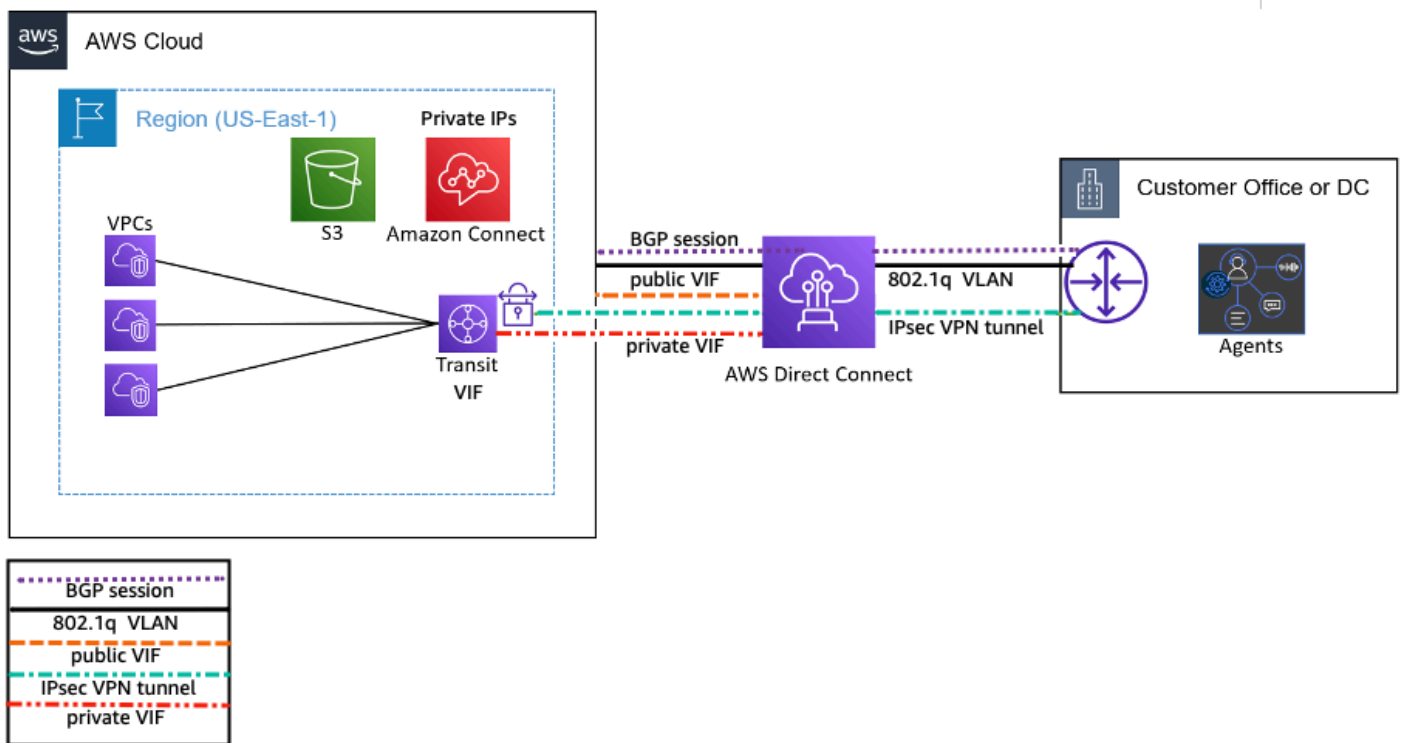 aws
AWS Cloud
Region (US-East-1)
Private IPs
S3
Amazon Connect
VPCs
Transit
VIF
BGP session
public VIF
private VIF
AWS Direct Connect
802.1q VLAN
IPsec VPN tunnel
Customer Office or DC
Agents
BGP session
802.1q VLAN
public VIF
IPsec VPN tunnel
private VIF